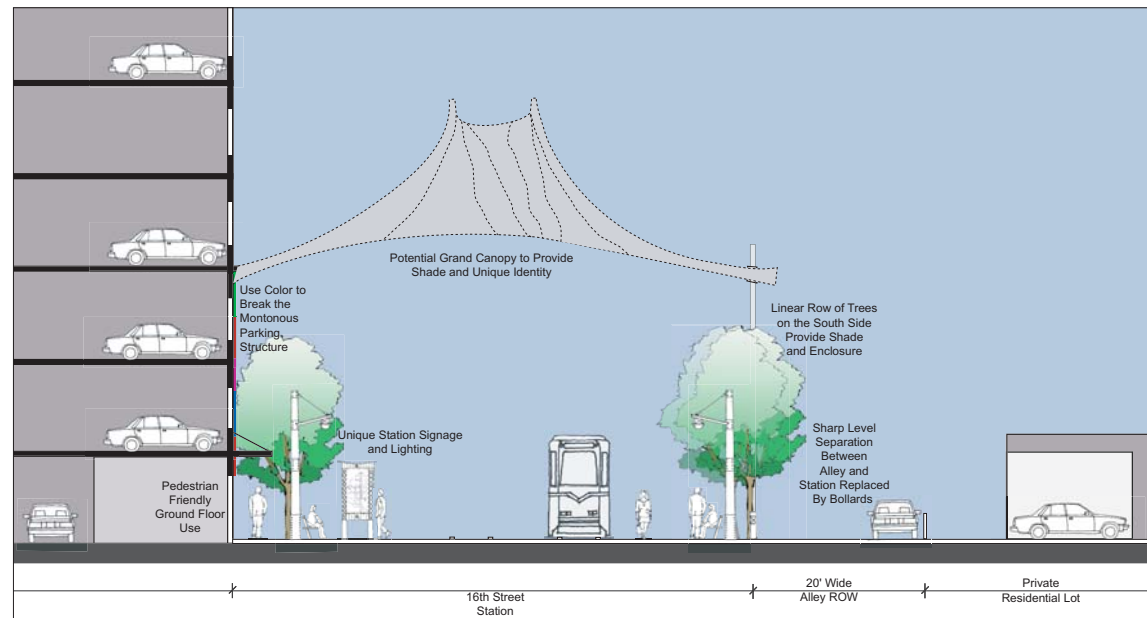 Potential Grand Canopy to Provide
Shade and Unique Identity
Use Color to
Break the
Montonous
Parking
Structure
Linear Row of Trees
on the South Side
Provide Shade
and Enclosure
Unique Station Signage
and Lighting
Sharp Level
Separation
Between
Alley and
Station Replaced
By Bollards
Pedestrian
Friendly
Ground Floor
Use
16th Street
Station
20' Wide
Alley ROW
Private
Residential Lot